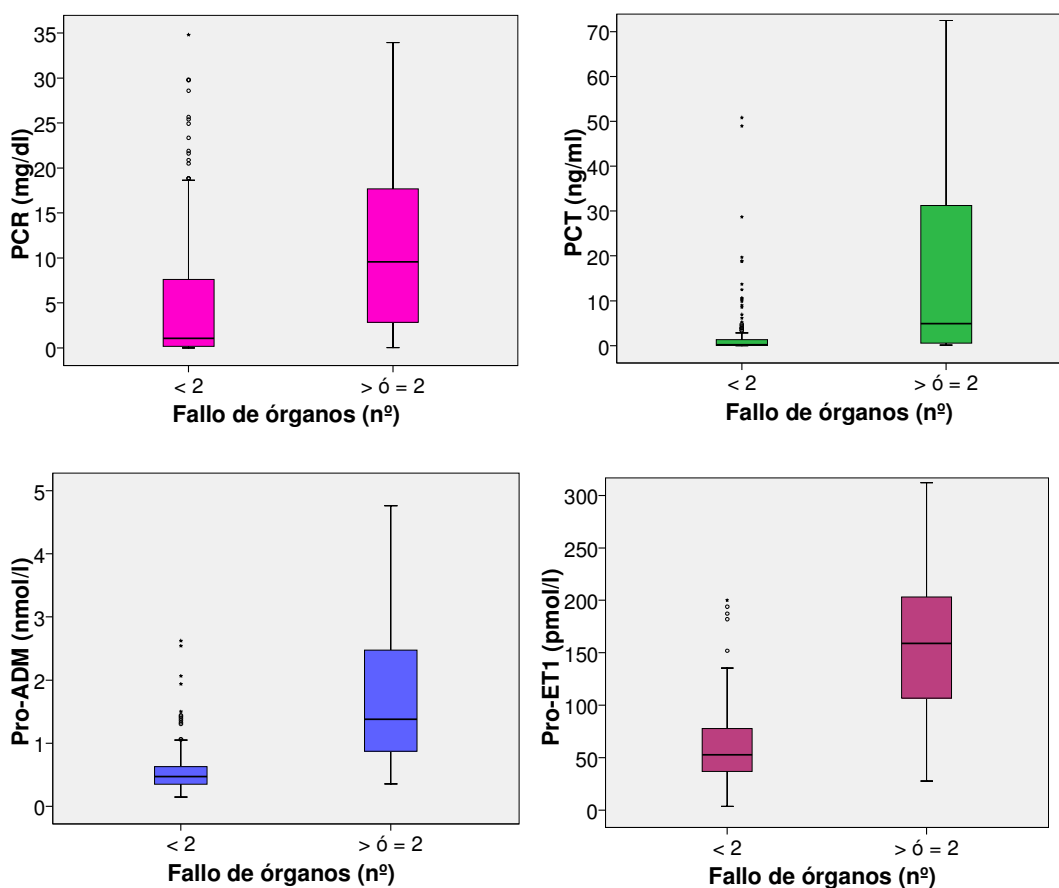 PCR (mg/dl)
35
30
25
20
15
10
5
0
< 2
> ó = 2
Fallo de órganos (nº)
PCT (ng/ml)
70
60
50
40
30
20
10
0
< 2
> ó = 2
Fallo de órganos (nº)
Pro-ADM (nmol/l)
5
4
3
2
1
0
< 2
> ó = 2
Fallo de órganos (nº)
Pro-ET1 (pmol/l)
300
250
200
150
100
50
0
< 2
> ó = 2
Fallo de órganos (nº)